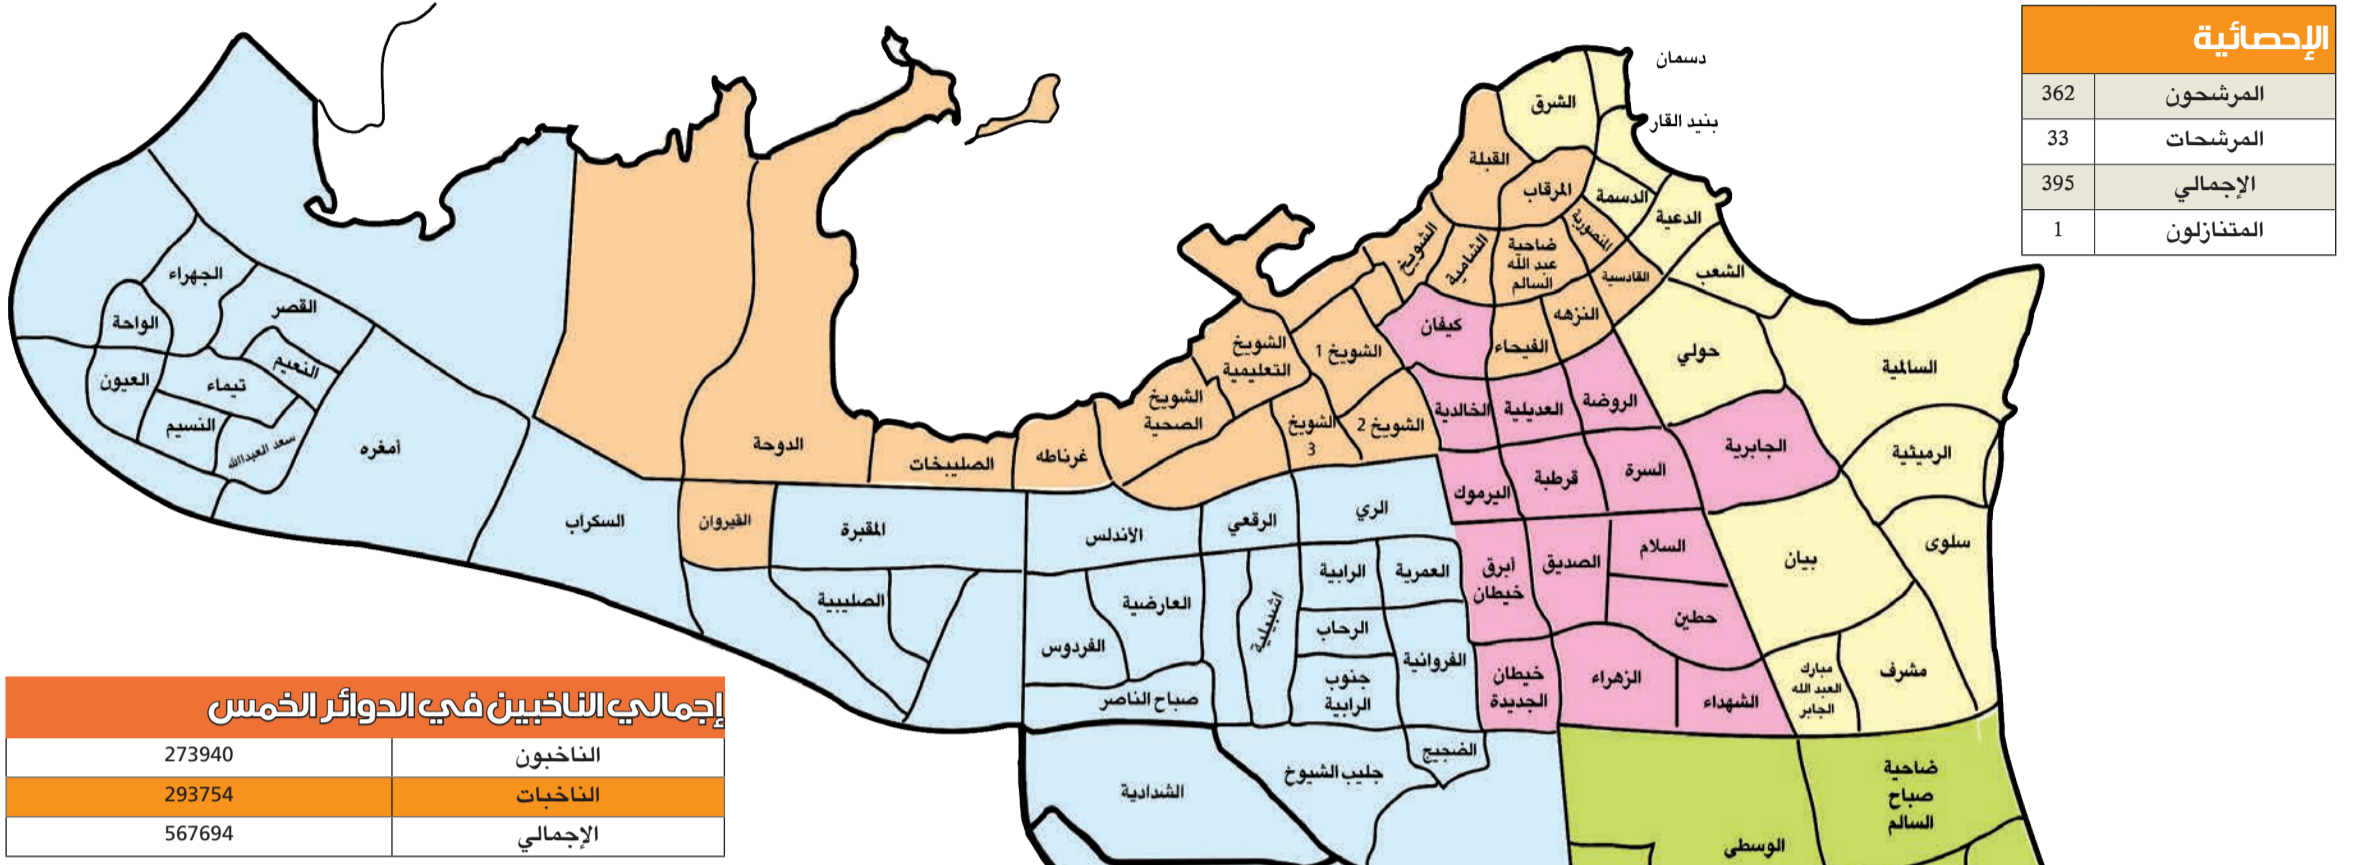 الإحصائية
المرشحون 362
المرشحات 33
الإجمالي 395
المتنازلون 1
دسمان
بنيد القار
الشرق
القبلة
المرقاب
الدسمة
الدعية
المنصورية
الشعب
القادسية
ضاحية
عبد الله
السالم
الشامية
الشويخ
النزهه
الفيحاء
كيفان
الشويخ 1
الشويخ
التعليمية
الشويخ
الصحية
الشويخ
3
الشويخ 2
الخالدية
العديلية
الروضة
حولي
السالمية
الجابرية
الرميثية
السرة
قرطبة
اليرموك
غرناطه
الصليبخات
الدوحة
الجهراء
القصر
الواحة
النعيم
تيماء
العيون
النسيم
سعد العبدالله
أمغره
السكراب
القيروان
المقبرة
الأندلس
الرقعي
الري
السلام
الصديق
أبرق
خيطان
حطين
بيان
سلوى
العمرية
الرابية
اشبيلية
العارضية
الصليبية
الفردوس
الرحاب
الفروانية
جنوب
الرابية
صباح الناصر
خيطان
الجديدة
الزهراء
الشهداء
مبارك
العبد الله
الجابر
مشرف
الضجيج
جليب الشيوخ
الشدادية
ضاحية
صباح
السالم
الوسطى
إجمالي الناخبين في الدوائر الخمس
الناخبون 273940
الناخبات 293754
الإجمالي 567694